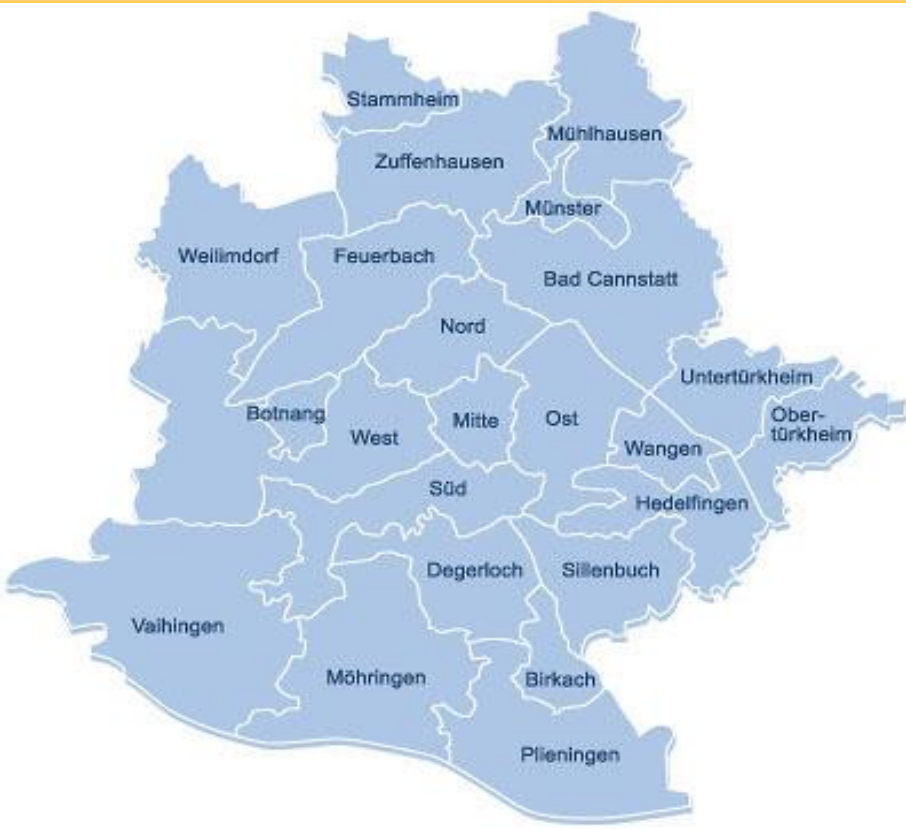 Stammheim
Mühlhausen
Zuffenhausen
Münster
Weilimdorf
Feuerbach
Bad Cannstatt
Nord
Untertürkheim
Botnang
West
Mitte
Ost
Ober-
türkheim
Wangen
Süd
Hedelfingen
Degerloch
Sillenbuch
Vaihingen
Möhringen
Birkach
Plieningen